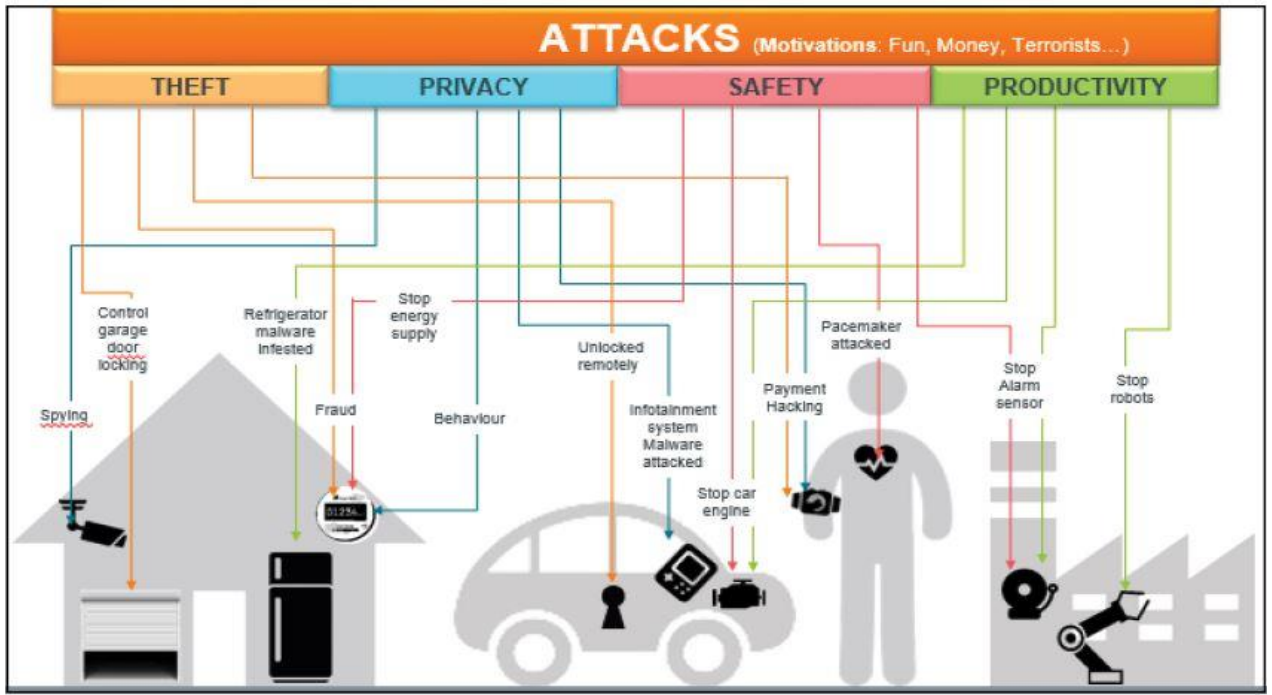 ATTACKS (Motivations: Fun, Money, Terrorists...)
THEFT
PRIVACY
SAFETY
PRODUCTIVITY
Control
garage
door
locking
Refrigerator
malware
Infested
Stop
energy
supply
Unlocked
remotely
Pacemaker
attacked
Spying
Fraud
Behaviour
Infotainment
system
Malware
attacked
Payment
Hacking
Stop
Alarm
sensor
Stop
robots
Stop car
engine
01234